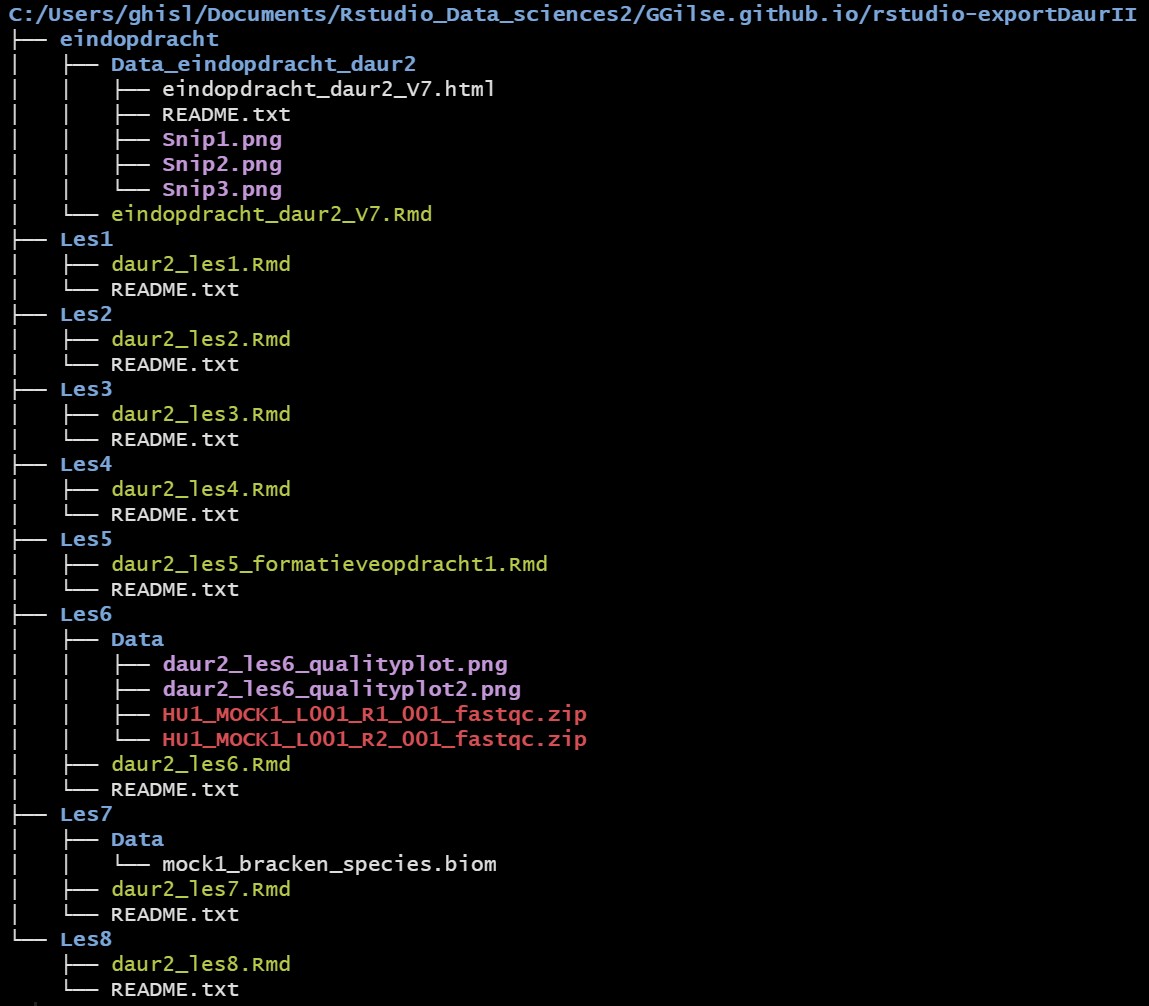 C:/Users/ghisl/Documents/Rstudio_Data_sciences2/GGilse.github.io/rstudio-exportDaurII
├── eindopdracht
│   ├── Data_eindopdracht_daur2
│   │   ├── eindopdracht_daur2_V7.html
│   │   ├── README.txt
│   │   ├── Snip1.png
│   │   ├── Snip2.png
│   │   └── Snip3.png
│   └── eindopdracht_daur2_V7.Rmd
├── Les1
│   ├── daur2_les1.Rmd
│   └── README.txt
├── Les2
│   ├── daur2_les2.Rmd
│   └── README.txt
├── Les3
│   ├── daur2_les3.Rmd
│   └── README.txt
├── Les4
│   ├── daur2_les4.Rmd
│   └── README.txt
├── Les5
│   ├── daur2_les5_formatieveopdracht1.Rmd
│   └── README.txt
├── Les6
│   ├── Data
│   │   ├── daur2_les6_qualityplot.png
│   │   ├── daur2_les6_qualityplot2.png
│   │   ├── HU1_MOCK1_L001_R1_001_fastqc.zip
│   │   └── HU1_MOCK1_L001_R2_001_fastqc.zip
│   ├── daur2_les6.Rmd
│   └── README.txt
├── Les7
│   ├── Data
│   │   └── mock1_bracken_species.biom
│   ├── daur2_les7.Rmd
│   └── README.txt
└── Les8
    ├── daur2_les8.Rmd
    └── README.txt